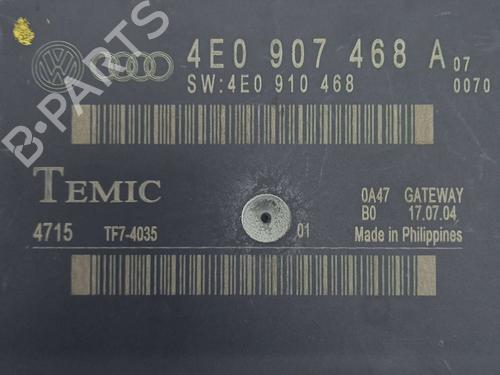 4E0 907 468 A 07
SW:4E0 910 468 0070
B-PARTS
TEMIC
0A47 GATEWAY
B0 17.07.04
4715 TF7-4035 01 Made in Philippines